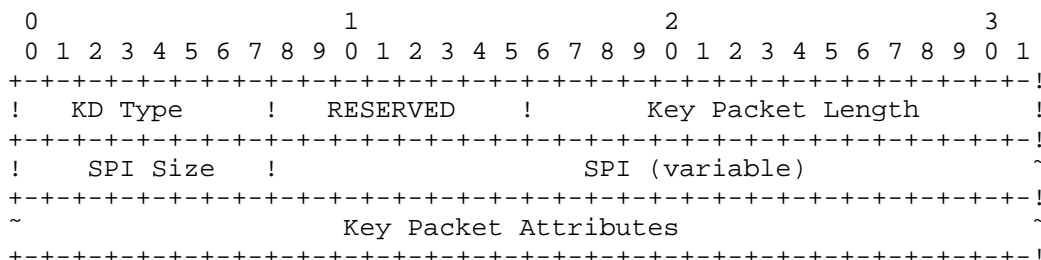 0                   1                   2                   3
 0 1 2 3 4 5 6 7 8 9 0 1 2 3 4 5 6 7 8 9 0 1 2 3 4 5 6 7 8 9 0 1
+-+-+-+-+-+-+-+-+-+-+-+-+-+-+-+-+-+-+-+-+-+-+-+-+-+-+-+-+-+-+-+-!
!   KD Type     !   RESERVED    !       Key Packet Length       !
+-+-+-+-+-+-+-+-+-+-+-+-+-+-+-+-+-+-+-+-+-+-+-+-+-+-+-+-+-+-+-+-!
!    SPI Size   !                   SPI (variable)              ~
+-+-+-+-+-+-+-+-+-+-+-+-+-+-+-+-+-+-+-+-+-+-+-+-+-+-+-+-+-+-+-+-!
~                    Key Packet Attributes                      ~
+-+-+-+-+-+-+-+-+-+-+-+-+-+-+-+-+-+-+-+-+-+-+-+-+-+-+-+-+-+-+-+-!